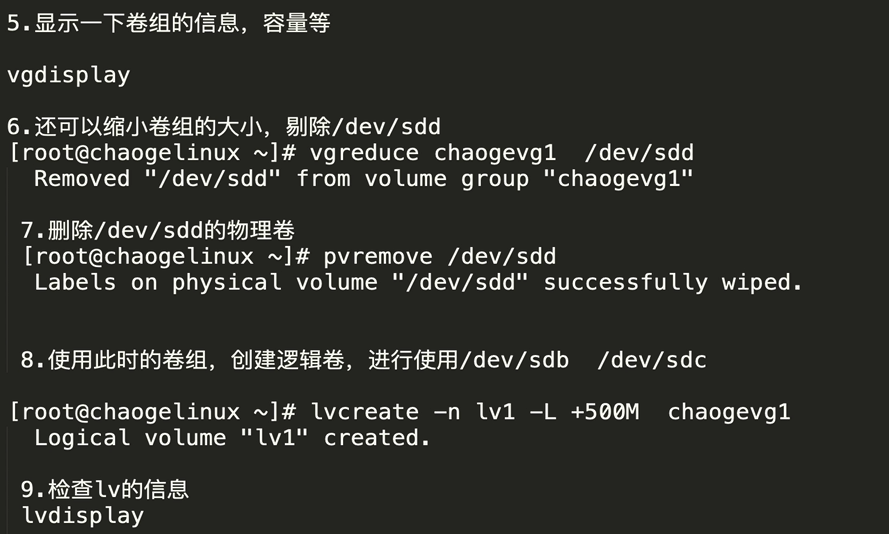 5.显示一下卷组的信息，容量等
vgdisplay
6.还可以缩小卷组的大小，剔除/dev/sdd
[root@chaogelinux ~]# vgreduce chaogevg1  /dev/sdd
Removed "/dev/sdd" from volume group "chaogevg1"
7.删除/dev/sdd的物理卷
[root@chaogelinux ~]# pvremove /dev/sdd
Labels on physical volume "/dev/sdd" successfully wiped.
8.使用此时的卷组，创建逻辑卷，进行使用/dev/sdb  /dev/sdc
[root@chaogelinux ~]# lvcreate -n lv1 -L +500M  chaogevg1
Logical volume "lv1" created.
9.检查lv的信息
lvdisplay